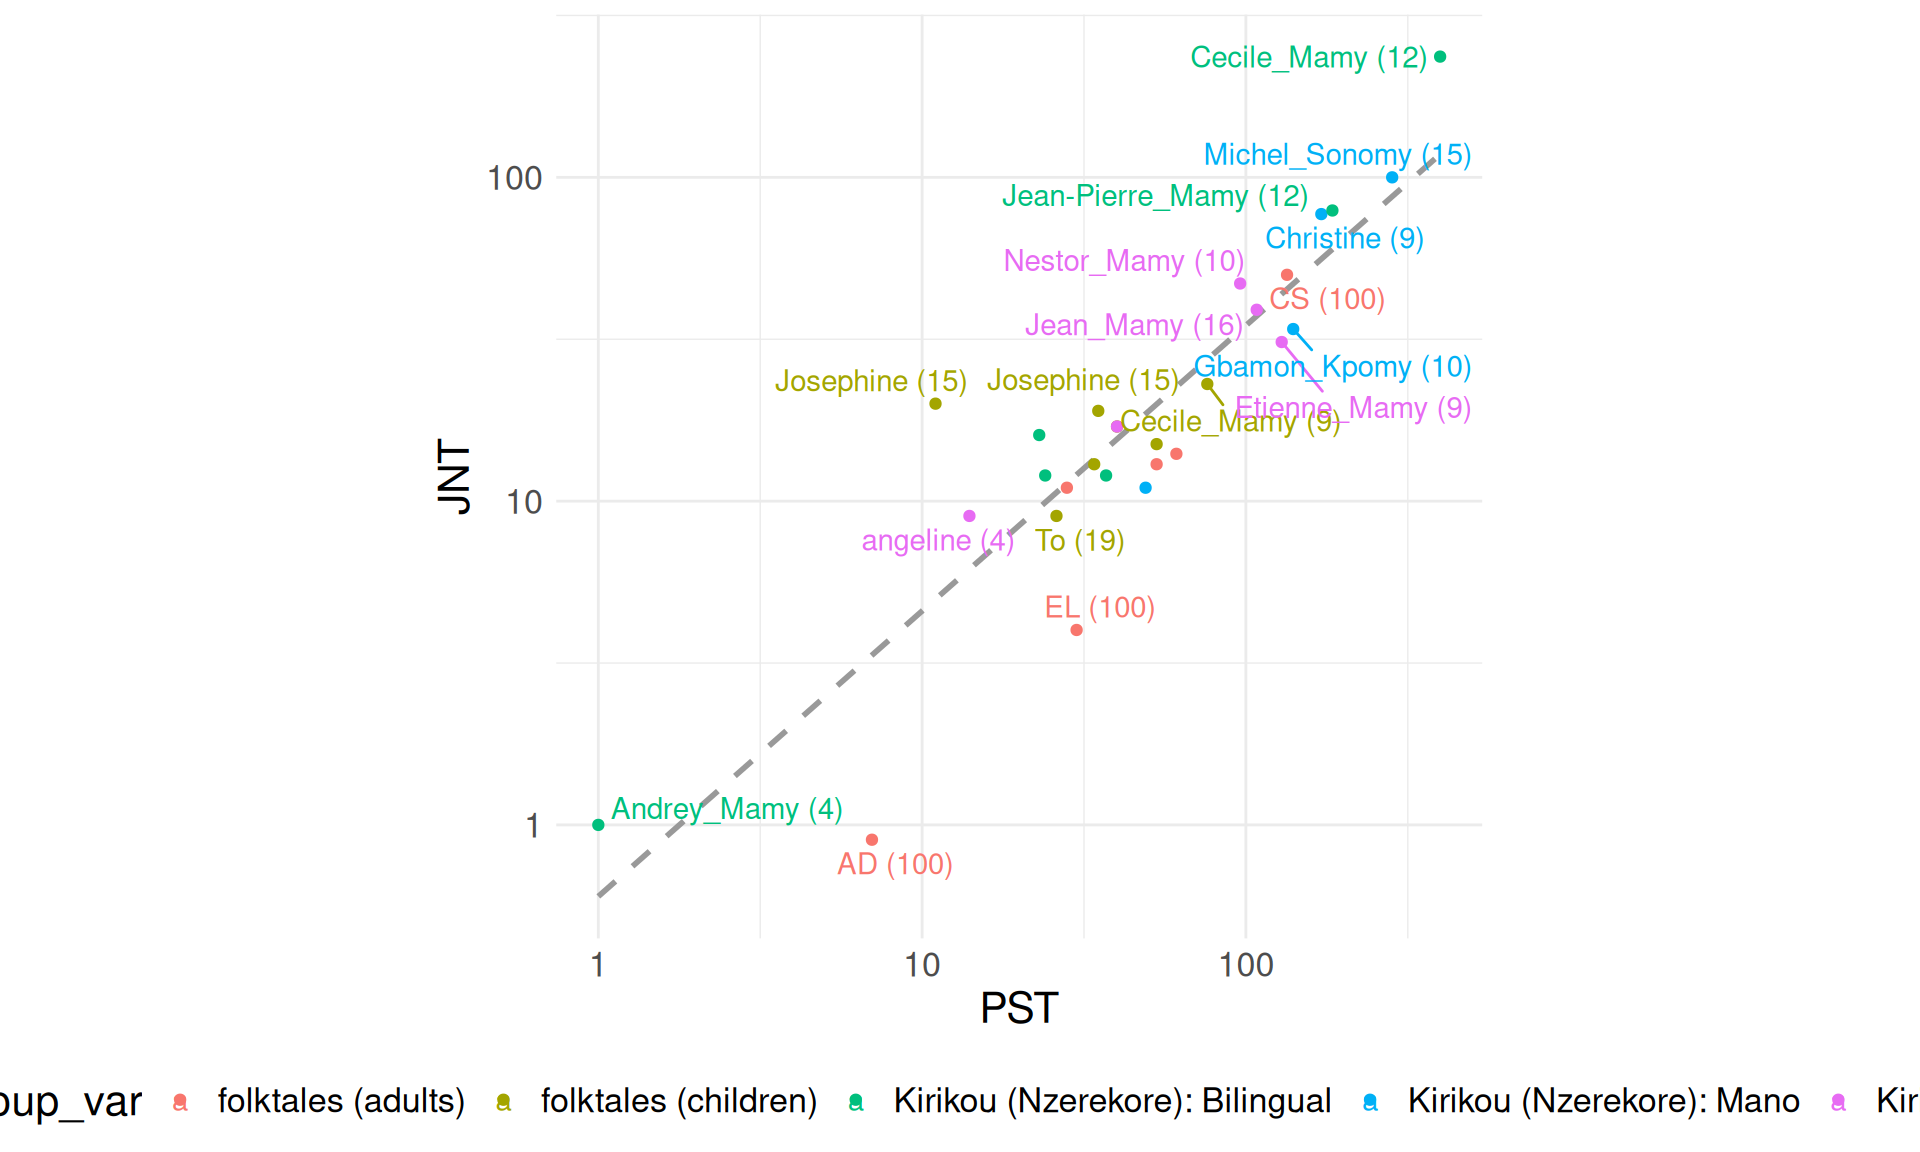 Cecile_Mamy (12)
Michel_Sonomy (15)
100
Jean-Pierre_Mamy (12)
Christine (9)
Nestor_Mamy (10)
CS (100)
Jean_Mamy (16)
Gbamon_Kpomy (10)
Josephine (15)
Josephine (15)
Etienne_Mamy (9)
Cecile_Mamy (9)
JNT
10
angeline (4)
To (19)
EL (100)
Andrey_Mamy (4)
1
AD (100)
1 10 100
PST
oup_var a folktales (adults) a folktales (children) a Kirikou (Nzerekore): Bilingual a Kirikou (Nzerekore): Mano a Kir